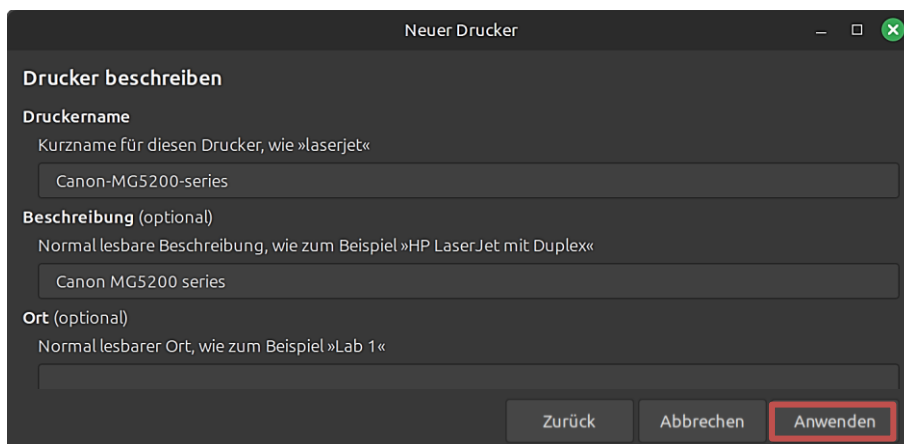 Neuer Drucker
Drucker beschreiben
Druckername
Kurzname für diesen Drucker, wie »laserjet«
Canon-MG5200-series
Beschreibung (optional)
Normal lesbare Beschreibung, wie zum Beispiel »HP LaserJet mit Duplex«
Canon MG5200 series
Ort (optional)
Normal lesbarer Ort, wie zum Beispiel »Lab 1«
Zurück Abbrechen Anwenden